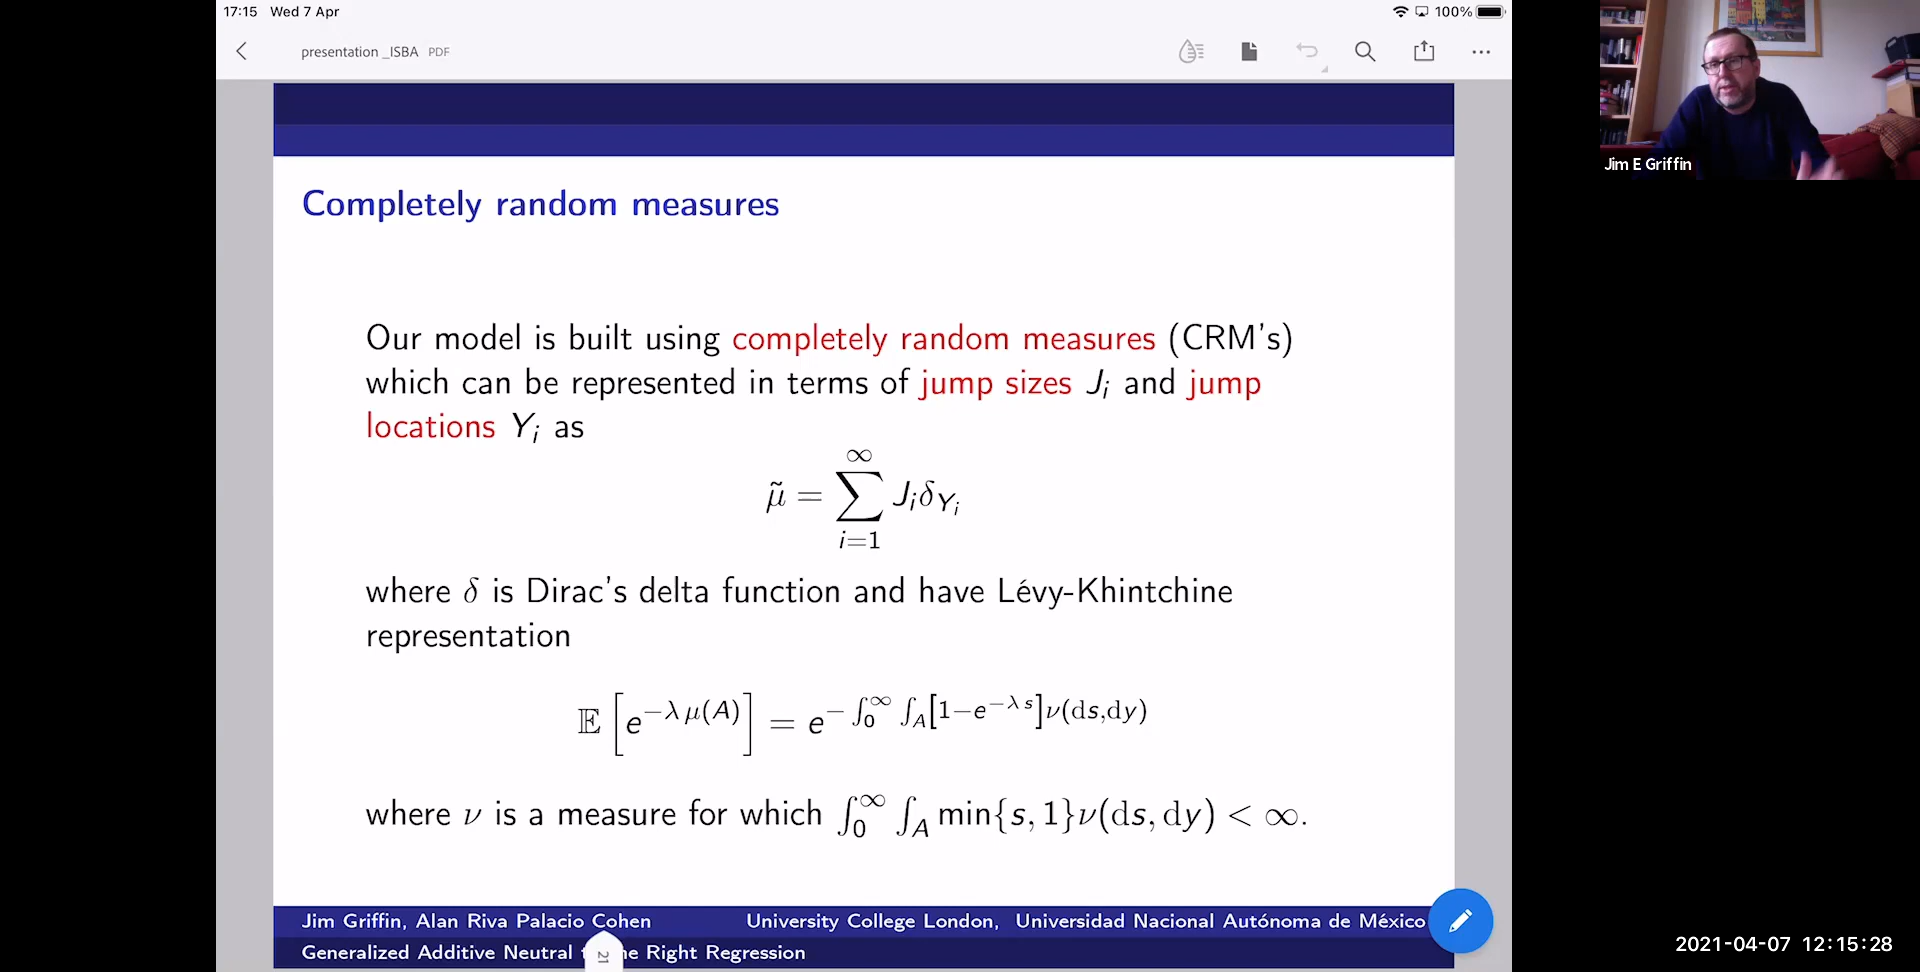 17:15 Wed 7 Apr
100%
presentation _ISBA PDF
Jim E Griffin
Completely random measures
Our model is built using completely random measures (CRM's)
which can be represented in terms of jump sizes J_i and jump
locations Y_i as
μ̃ = ∑_{i=1}^{∞} J_i δ_{Y_i}
where δ is Dirac's delta function and have Lévy-Khintchine
representation
𝔼[e^{−λ μ(A)}] = e^{−∫_0^∞ ∫_A [1−e^{−λ s}]ν(ds,dy)}
where ν is a measure for which ∫_0^∞ ∫_A min{s, 1}ν(ds, dy) < ∞.
Jim Griffin, Alan Riva Palacio Cohen University College London, Universidad Nacional Autónoma de México
Generalized Additive Neutral Right Regression
21
2021-04-07 12:15:28